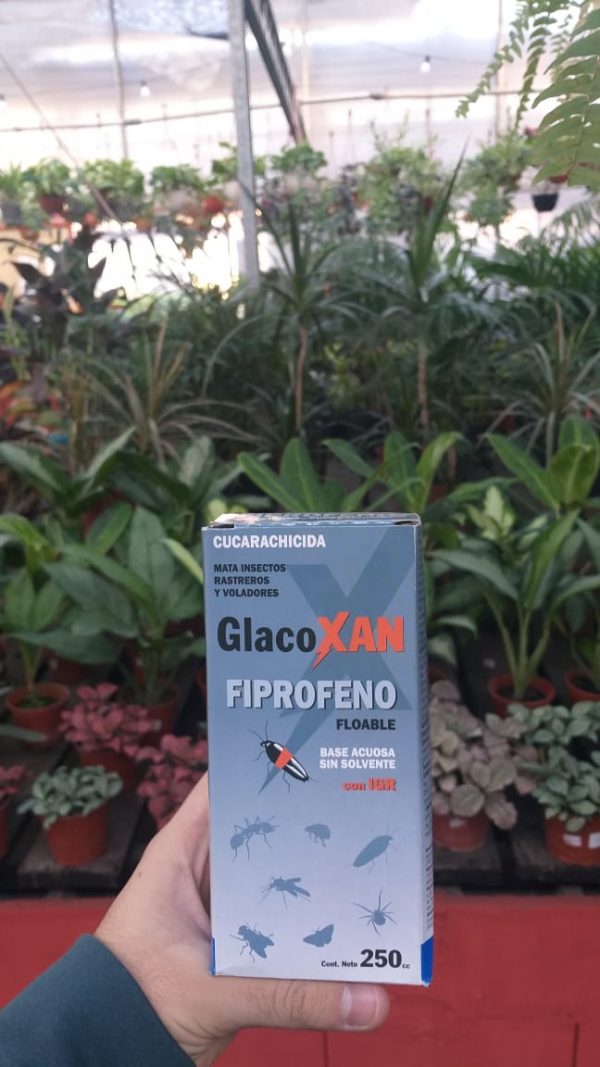 CUCARACHICIDA
MATA INSECTOS
RASTREROS
Y VOLADORES
GlacoXAN
FIPROFENO
FLOABLE
BASE ACUOSA
SIN SOLVENTE
con IGR
Cont. Neto 250cc